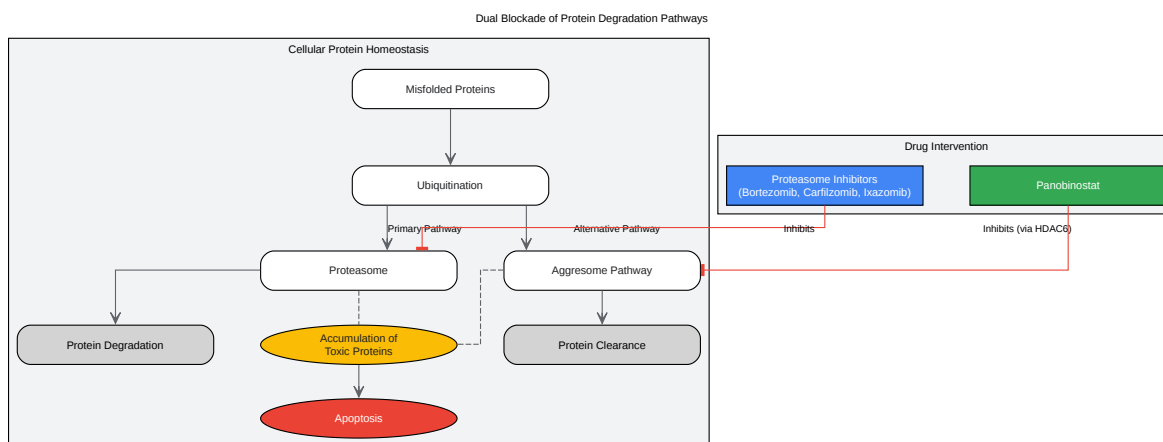 Dual Blockade of Protein Degradation Pathways
Cellular Protein Homeostasis
Misfolded Proteins
Drug Intervention
Proteasome Inhibitors
(Bortezomib, Carfilzomib, Ixazomib)
Panobinostat
Ubiquitination
Primary Pathway
Alternative Pathway
Inhibits
Inhibits (via HDAC6)
Proteasome
Aggresome Pathway
Protein Degradation
Accumulation of
Toxic Proteins
Protein Clearance
Apoptosis